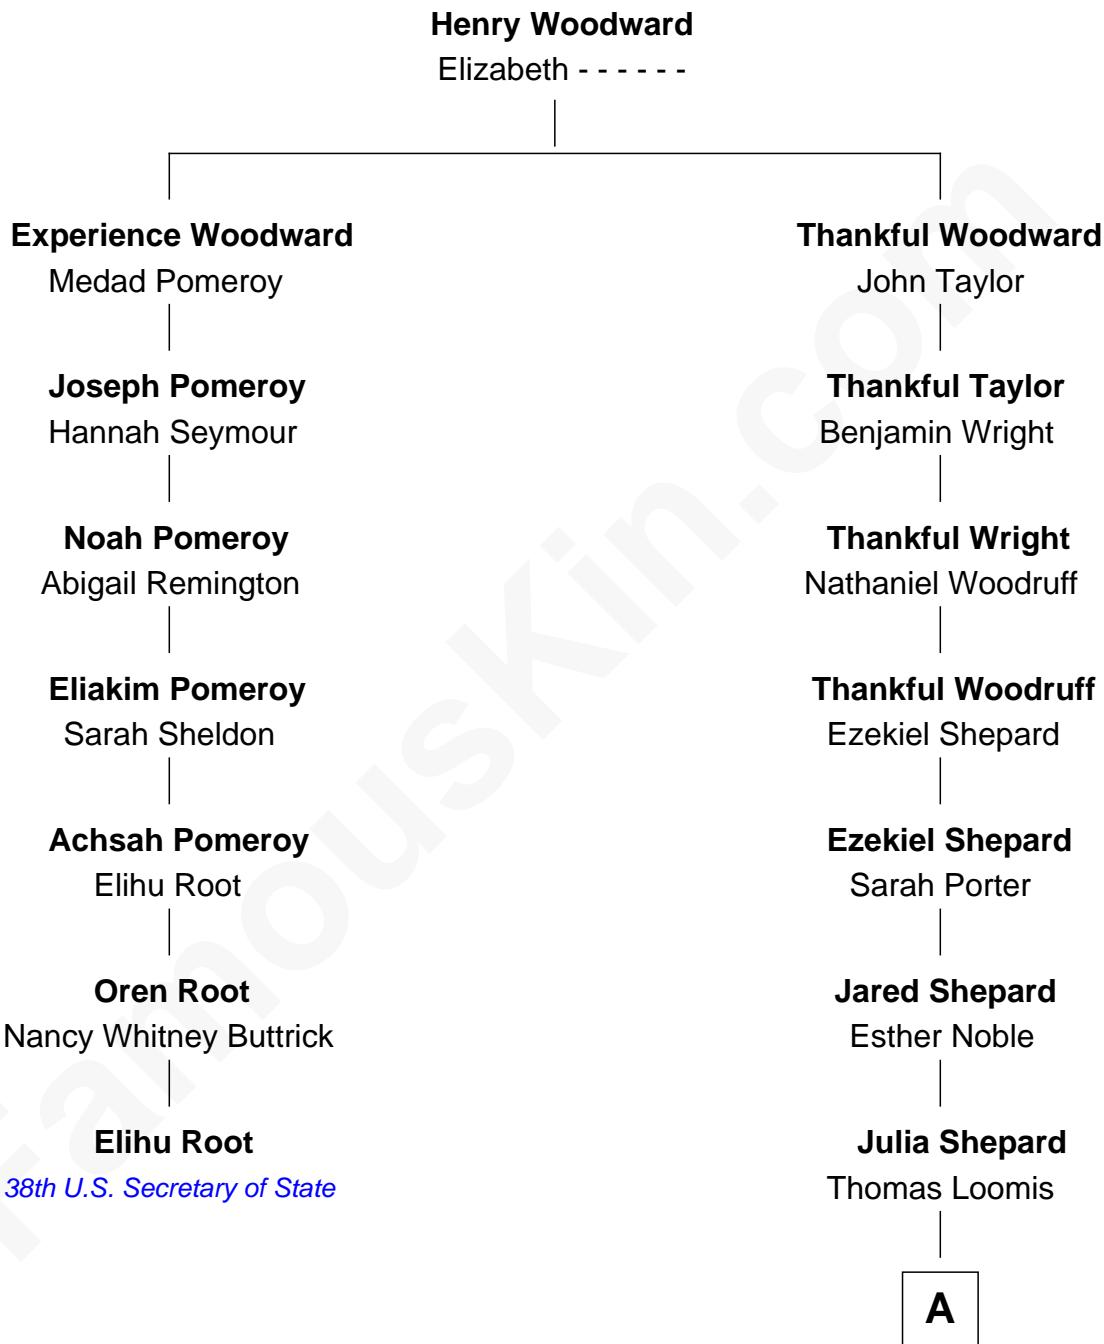 Henry Woodward
Elizabeth - - - - - -
Experience Woodward
Medad Pomeroy
Thankful Woodward
John Taylor
Joseph Pomeroy
Hannah Seymour
Thankful Taylor
Benjamin Wright
Noah Pomeroy
Abigail Remington
Thankful Wright
Nathaniel Woodruff
Eliakim Pomeroy
Sarah Sheldon
Thankful Woodruff
Ezekiel Shepard
Achsah Pomeroy
Elihu Root
Ezekiel Shepard
Sarah Porter
Oren Root
Nancy Whitney Buttrick
Jared Shepard
Esther Noble
Elihu Root
38th U.S. Secretary of State
Julia Shepard
Thomas Loomis
A
FamousKin.com